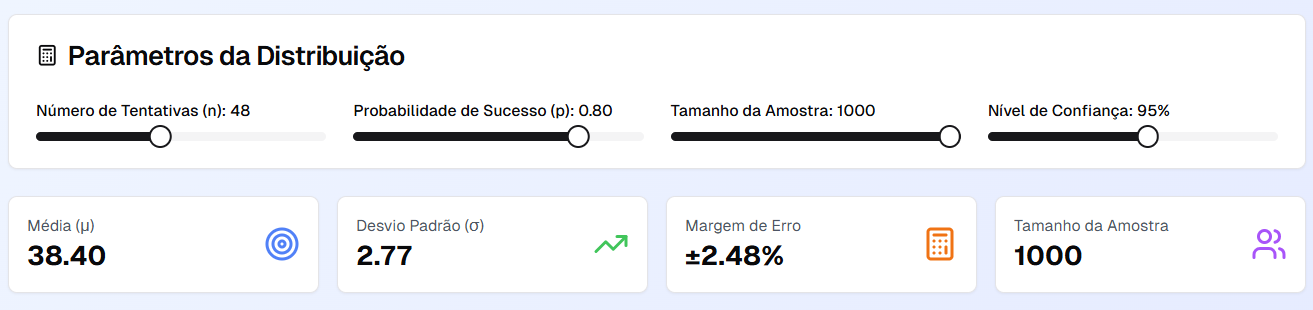 Parâmetros da Distribuição
Número de Tentativas (n): 48
Probabilidade de Sucesso (p): 0.80
Tamanho da Amostra: 1000
Nível de Confiança: 95%
Média (μ)
38.40
Desvio Padrão (σ)
2.77
Margem de Erro
±2.48%
Tamanho da Amostra
1000